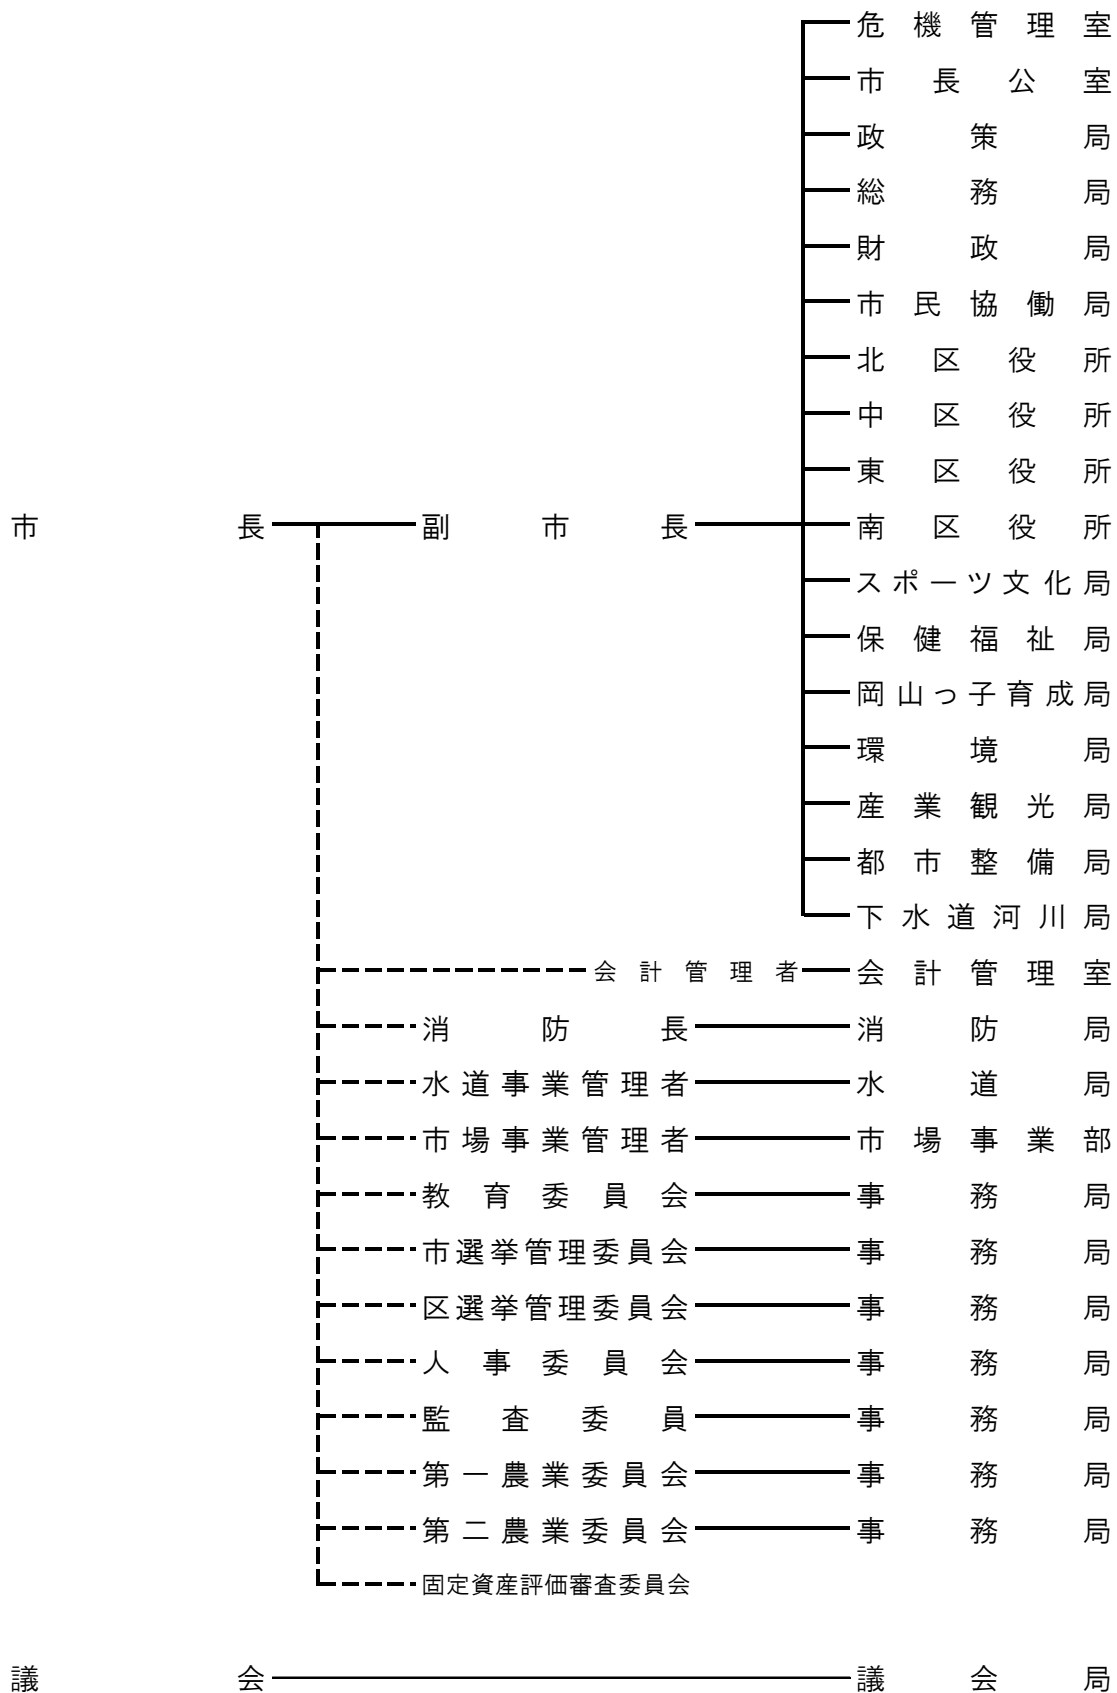 危機管理室
市長公室
政策局
総務局
財政局
市民協働局
北区役所
中区役所
東区役所
市長 副市長 南区役所
スポーツ文化局
保健福祉局
岡山っ子育成局
環境局
産業観光局
都市整備局
下水道河川局
会計管理者 会計管理室
消防長 消防局
水道事業管理者 水道局
市場事業管理者 市場事業部
教育委員会 事務局
市選挙管理委員会 事務局
区選挙管理委員会 事務局
人事委員会 事務局
監査委員 事務局
第一農業委員会 事務局
第二農業委員会 事務局
固定資産評価審査委員会
議会 議会局